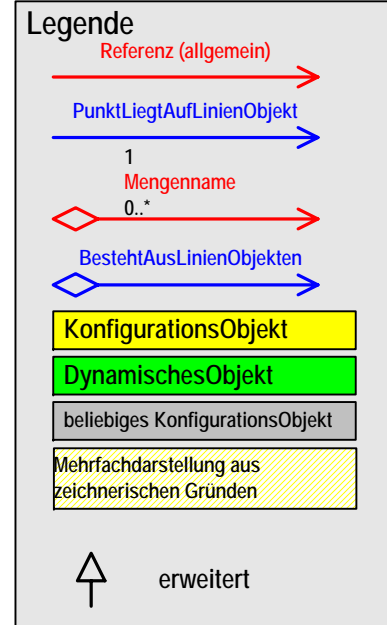 Legende
Referenz (allgemein)
PunktLiegtAufLinienObjekt
1
Mengenname
0..*
BestehtAusLinienObjekten
KonfigurationsObjekt
DynamischesObjekt
beliebiges KonfigurationsObjekt
Mehrfachdarstellung aus
zeichnerischen Gründen
erweitert